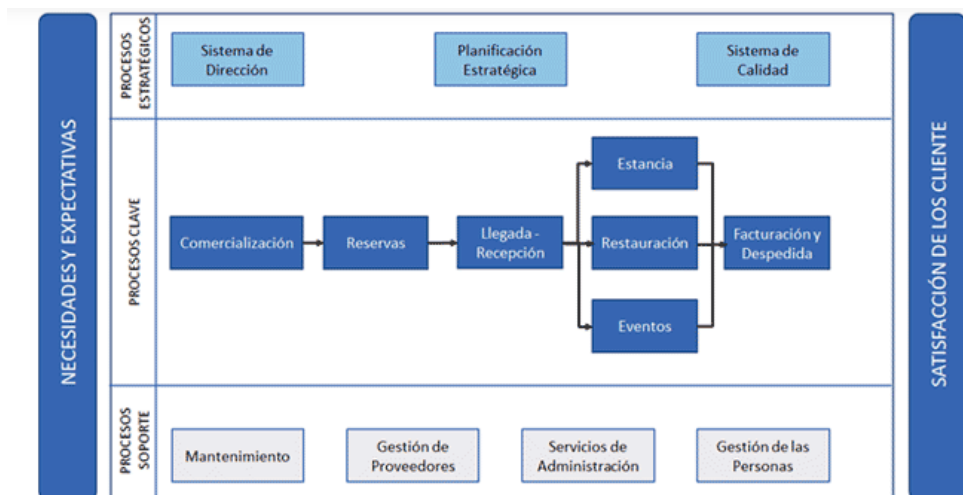 NECESIDADES Y EXPECTATIVAS
PROCESOS
ESTRATÉGICOS
Sistema de
Dirección
Planificación
Estratégica
Sistema de
Calidad
PROCESOS CLAVE
Comercialización
Reservas
Llegada -
Recepción
Estancia
Restauración
Eventos
Facturación y
Despedida
PROCESOS
SOPORTE
Mantenimiento
Gestión de
Proveedores
Servicios de
Administración
Gestión de las
Personas
SATISFACCIÓN DE LOS CLIENTE